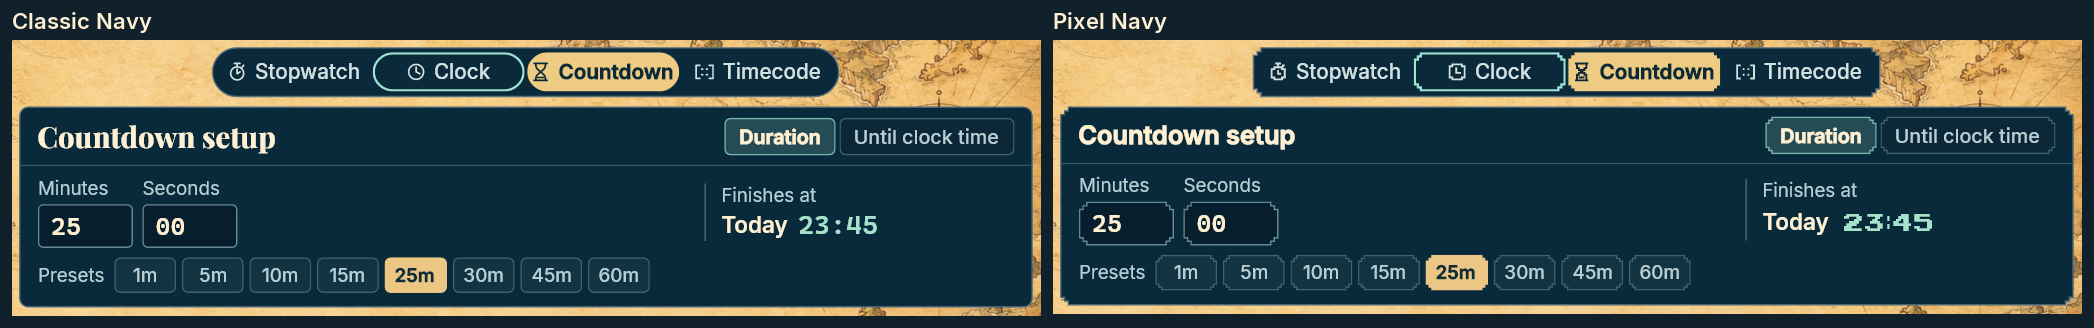 Classic Navy
Stopwatch Clock Countdown Timecode
Countdown setup
Duration Until clock time
Minutes Seconds
25 00
Finishes at
Today 23:45
Presets 1m 5m 10m 15m 25m 30m 45m 60m
Pixel Navy
Stopwatch Clock Countdown Timecode
Countdown setup
Duration Until clock time
Minutes Seconds
25 00
Finishes at
Today 23:45
Presets 1m 5m 10m 15m 25m 30m 45m 60m